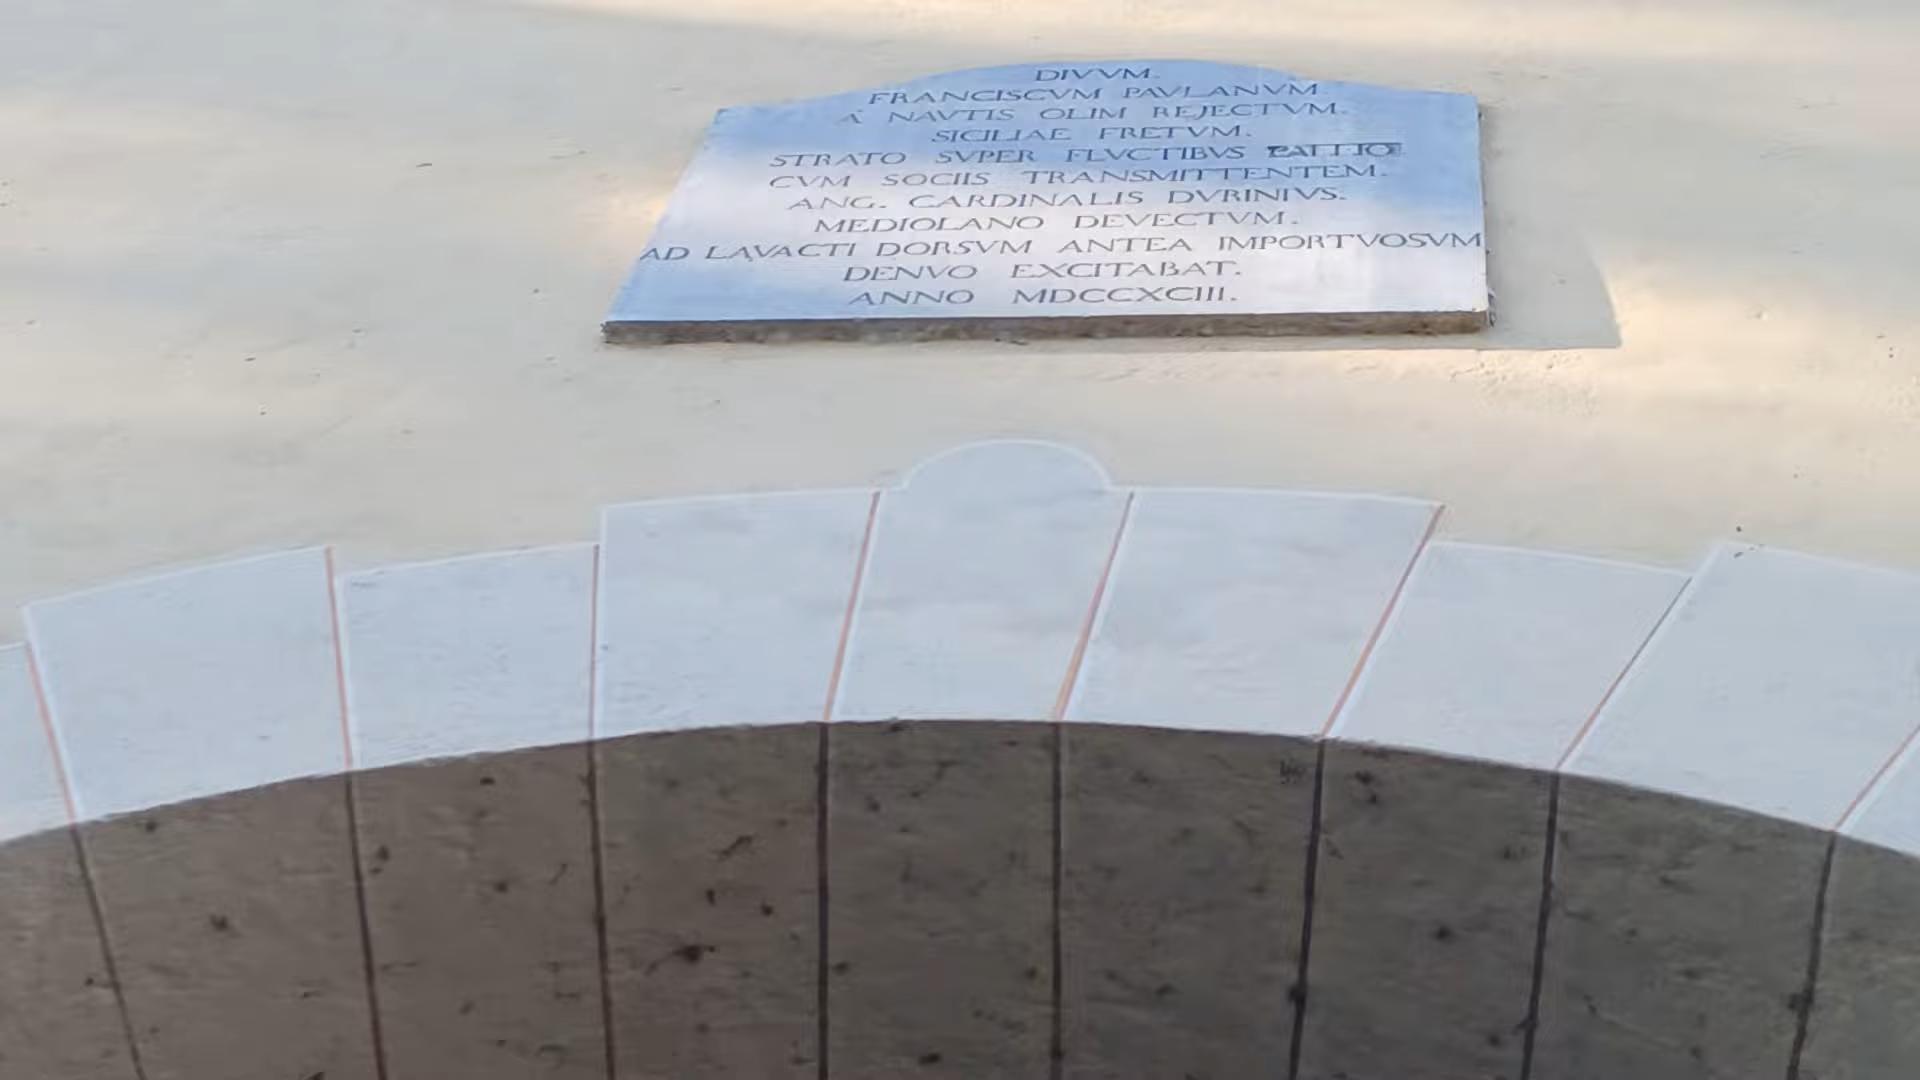 DIVVM.
FRANCISCVM PAVLANVM
A' NAVTIS OLIM REJECTVM.
SICILIAE FRETVM.
STRATO SVPER FLVCTIBVS
CVM SOCIIS TRANSMITTENTEM.
ANG. CARDINALIS DVRINIVS.
MEDIOLANO DEVECTVM.
AD LAVACTI DORSVM ANTEA IMPORTVOSVM
DENVO EXCITABAT.
ANNO MDCCXCIII.